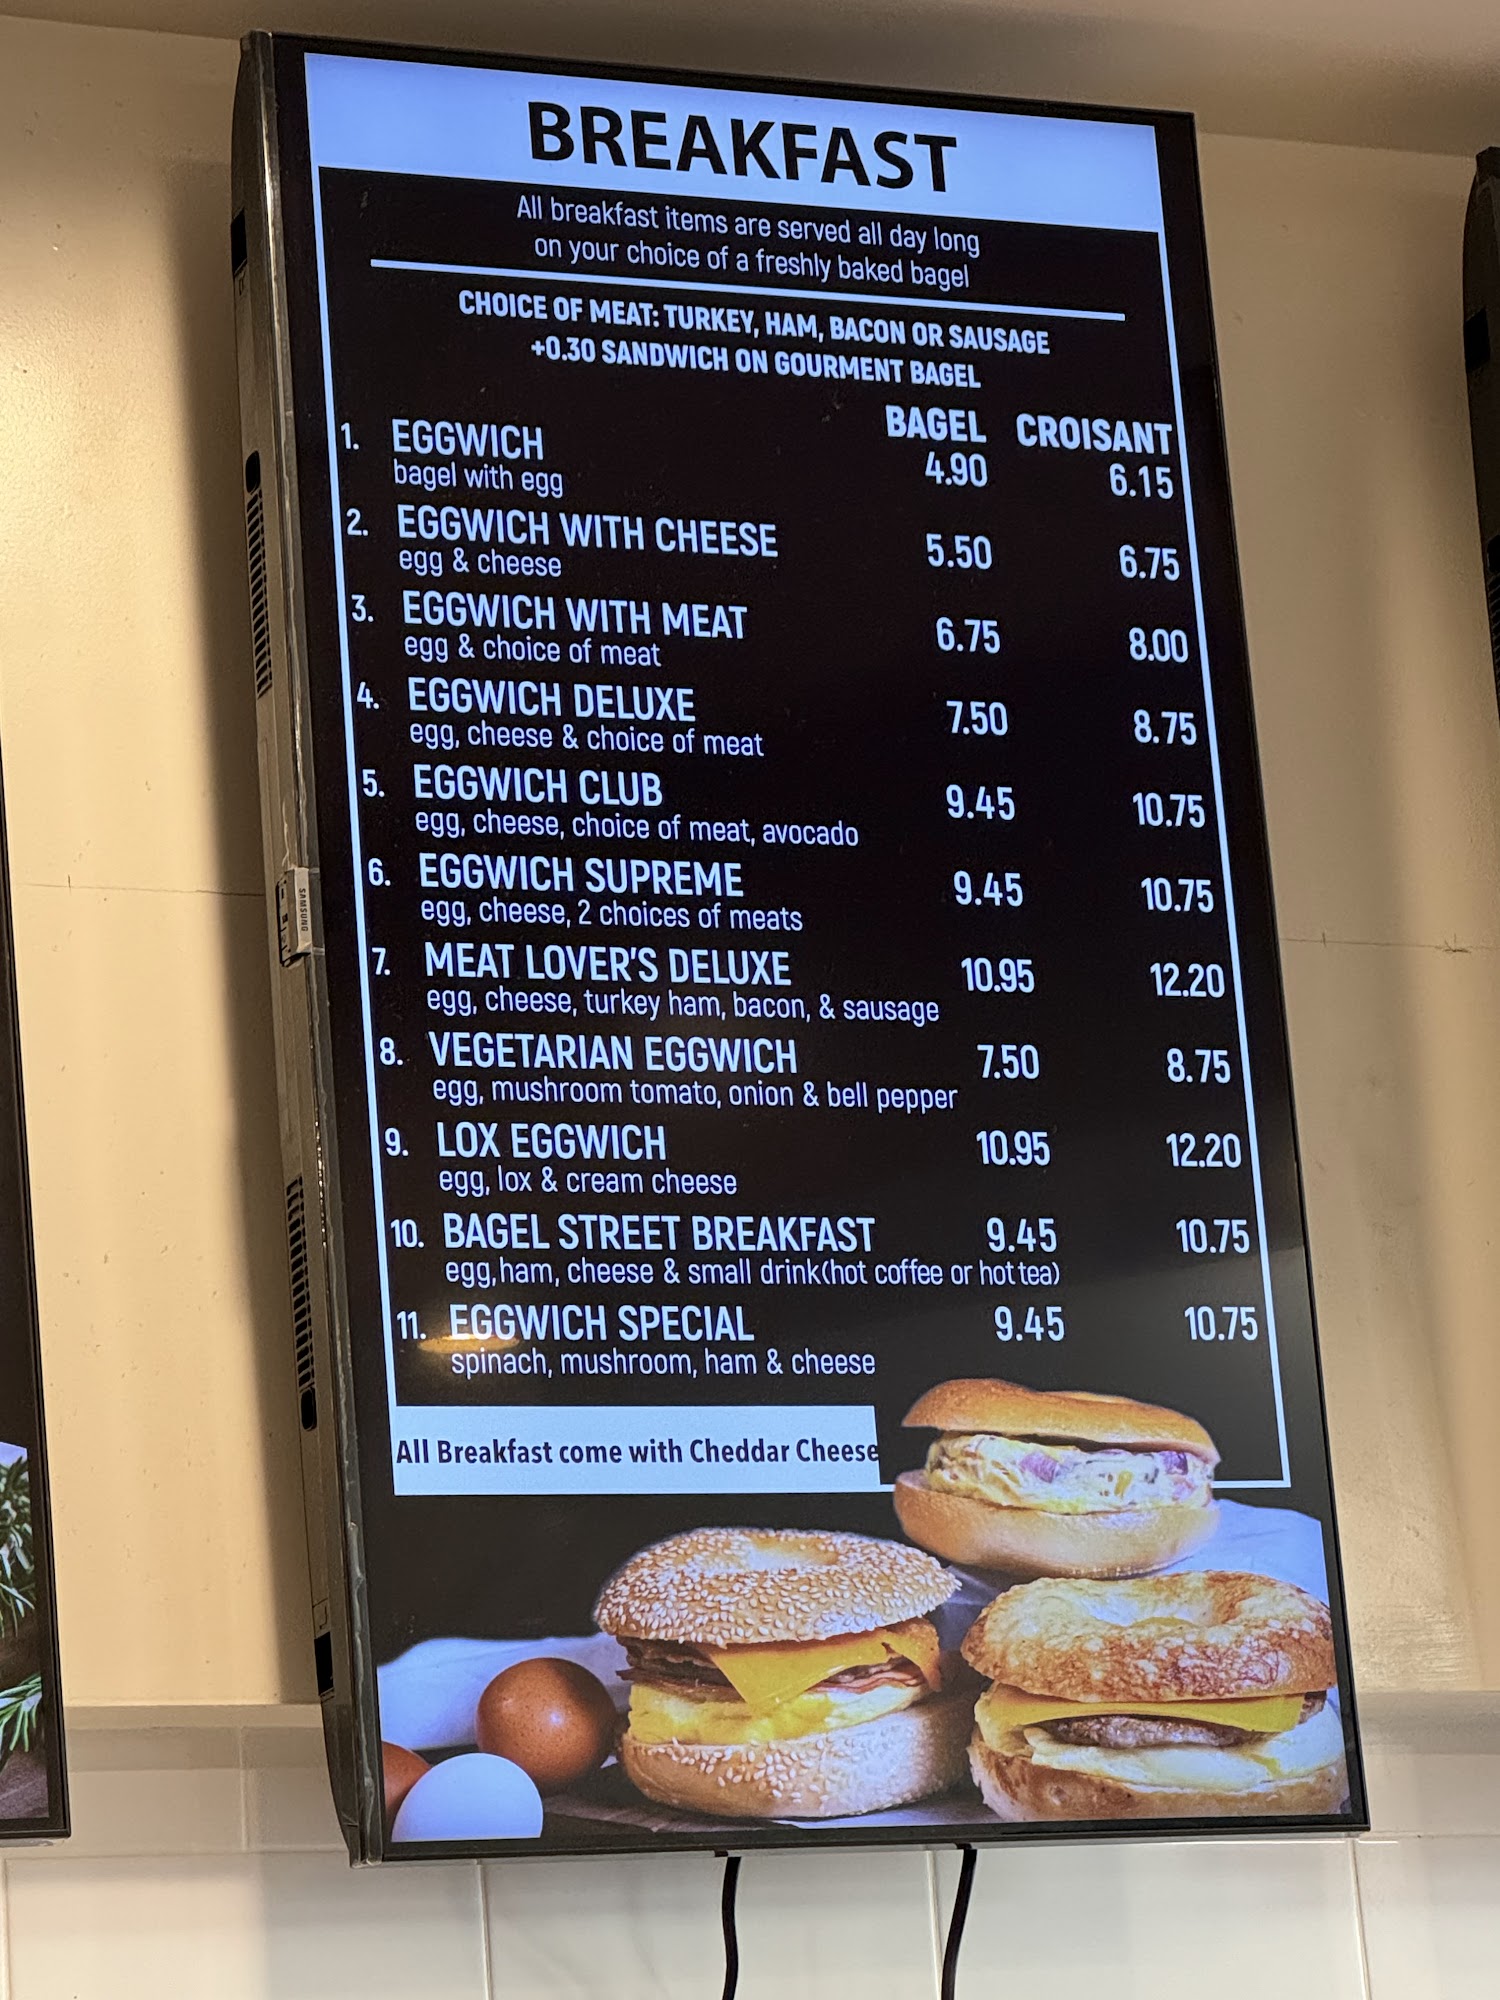 BREAKFAST
All breakfast items are served all day long
on your choice of a freshly baked bagel
CHOICE OF MEAT: TURKEY, HAM, BACON OR SAUSAGE
+0.30 SANDWICH ON GOURMENT BAGEL
BAGEL CROISANT
1. EGGWICH 4.90 6.15
bagel with egg
2. EGGWICH WITH CHEESE 5.50 6.75
egg & cheese
3. EGGWICH WITH MEAT 6.75 8.00
egg & choice of meat
4. EGGWICH DELUXE 7.50 8.75
egg, cheese & choice of meat
5. EGGWICH CLUB 9.45 10.75
egg, cheese, choice of meat, avocado
6. EGGWICH SUPREME 9.45 10.75
egg, cheese, 2 choices of meats
7. MEAT LOVER'S DELUXE 10.95 12.20
egg, cheese, turkey ham, bacon, & sausage
8. VEGETARIAN EGGWICH 7.50 8.75
egg, mushroom tomato, onion & bell pepper
9. LOX EGGWICH 10.95 12.20
egg, lox & cream cheese
10. BAGEL STREET BREAKFAST 9.45 10.75
egg,ham, cheese & small drink(hot coffee or hot tea)
11. EGGWICH SPECIAL 9.45 10.75
spinach, mushroom, ham & cheese
All Breakfast come with Cheddar Cheese
SAMSUNG